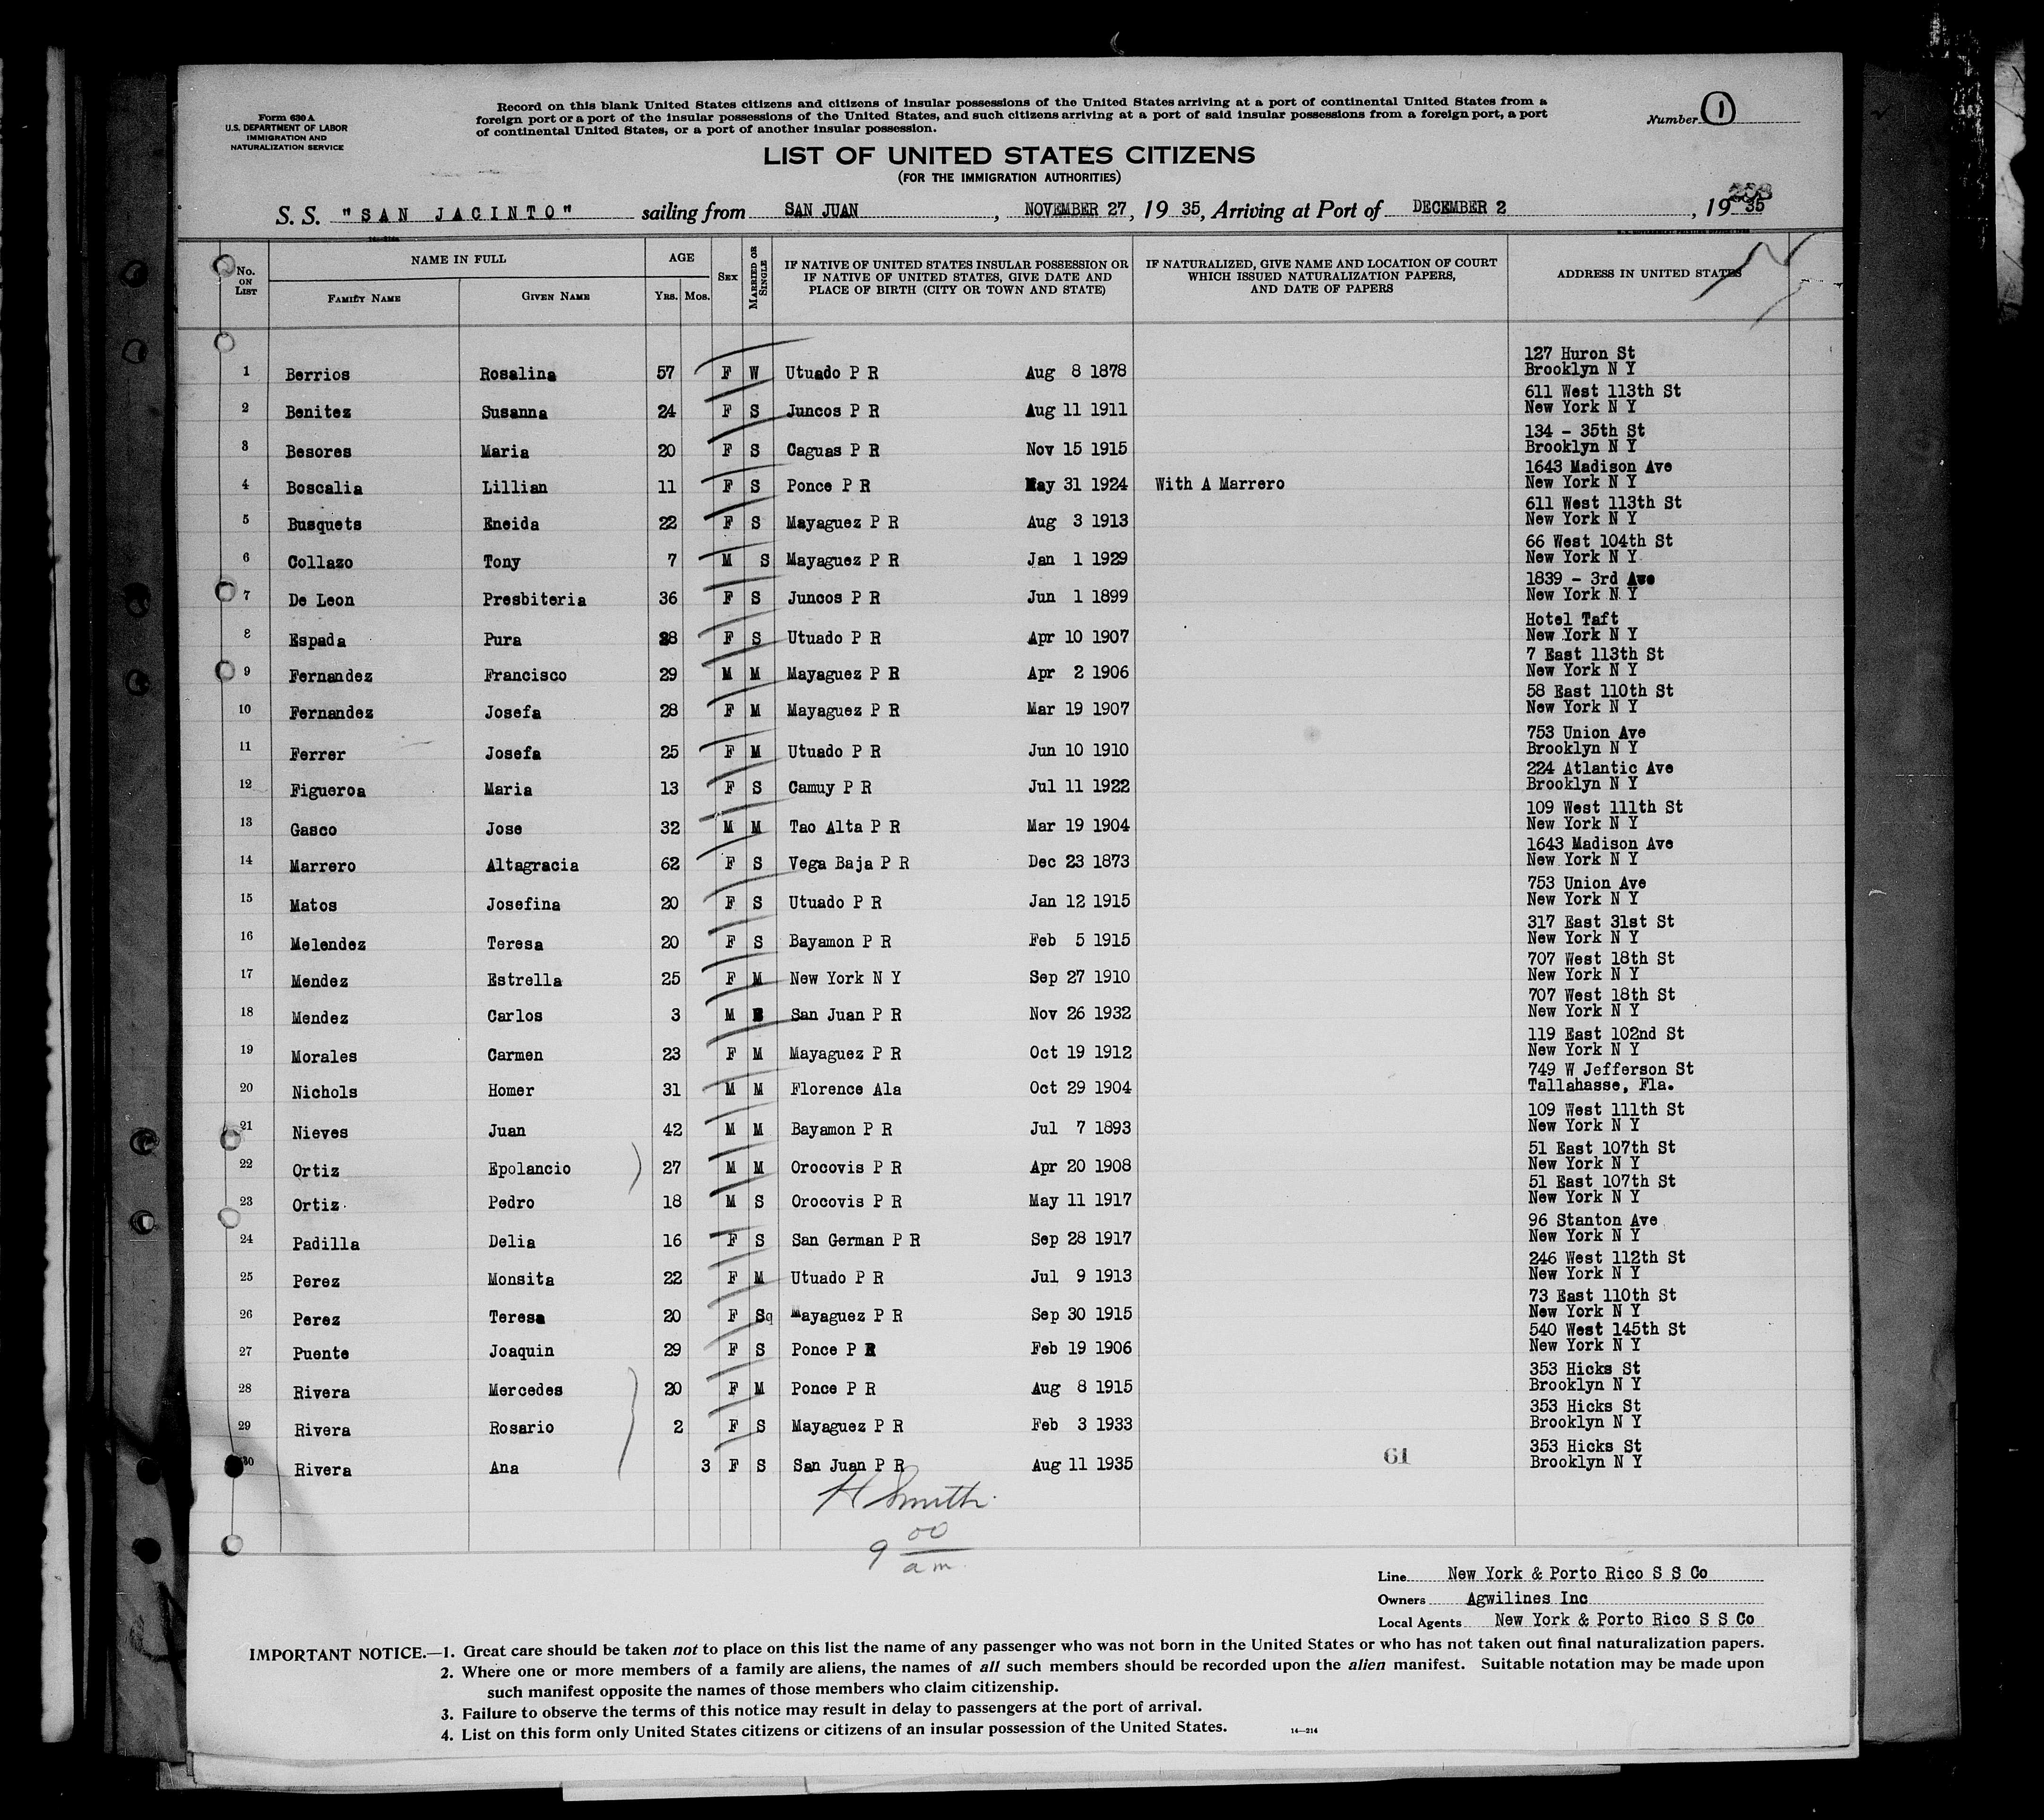 Form 630 A
U.S. DEPARTMENT OF LABOR
IMMIGRATION AND
NATURALIZATION SERVICE
Record on this blank United States citizens and citizens of insular possessions of the United States arriving at a port of continental United States from a
foreign port or a port of the insular possessions of the United States, and such citizens arriving at a port of said insular possessions from a foreign port, a port
of continental United States, or a port of another insular possession.
Number 1
LIST OF UNITED STATES CITIZENS
(FOR THE IMMIGRATION AUTHORITIES)
258
S. S. "SAN JACINTO" sailing from SAN JUAN, NOVEMBER 27, 19 35, Arriving at Port of DECEMBER 2, 19 35
No. ON LIST NAME IN FULL FAMILY NAME GIVEN NAME AGE YRS. MOS. SEX MARRIED OR SINGLE IF NATIVE OF UNITED STATES INSULAR POSSESSION OR IF NATIVE OF UNITED STATES, GIVE DATE AND PLACE OF BIRTH (CITY OR TOWN AND STATE) IF NATURALIZED, GIVE NAME AND LOCATION OF COURT WHICH ISSUED NATURALIZATION PAPERS, AND DATE OF PAPERS ADDRESS IN UNITED STATES
1 Berrios Rosalina 57 F W Utuado P R Aug 8 1878 127 Huron St Brooklyn N Y
2 Benitez Susanna 24 F S Juncos P R Aug 11 1911 611 West 113th St New York N Y
3 Besores Maria 20 F S Caguas P R Nov 15 1915 134 - 35th St Brooklyn N Y
4 Boscalia Lillian 11 F S Ponce P R May 31 1924 With A Marrero 1643 Madison Ave New York N Y
5 Busquets Eneida 22 F S Mayaguez P R Aug 3 1913 611 West 113th St New York N Y
6 Collazo Tony 7 M S Mayaguez P R Jan 1 1929 66 West 104th St New York N Y
7 De Leon Presbiteria 36 F S Juncos P R Jun 1 1899 1839 - 3rd Ave New York N Y
8 Espada Pura 28 F S Utuado P R Apr 10 1907 Hotel Taft New York N Y
9 Fernandez Francisco 29 M M Mayaguez P R Apr 2 1906 7 East 113th St New York N Y
10 Fernandez Josefa 28 F M Mayaguez P R Mar 19 1907 58 East 110th St New York N Y
11 Ferrer Josefa 25 F M Utuado P R Jun 10 1910 753 Union Ave Brooklyn N Y
12 Figueroa Maria 13 F S Camuy P R Jul 11 1922 224 Atlantic Ave Brooklyn N Y
13 Gasco Jose 32 M M Tao Alta P R Mar 19 1904 109 West 111th St New York N Y
14 Marrero Altagracia 62 F S Vega Baja P R Dec 23 1873 1643 Madison Ave New York N Y
15 Matos Josefina 20 F S Utuado P R Jan 12 1915 753 Union Ave New York N Y
16 Melendez Teresa 20 F S Bayamon P R Feb 5 1915 317 East 31st St New York N Y
17 Mendez Estrella 25 F M New York N Y Sep 27 1910 707 West 18th St New York N Y
18 Mendez Carlos 3 M San Juan P R Nov 26 1932 707 West 18th St New York N Y
19 Morales Carmen 23 F M Mayaguez P R Oct 19 1912 119 East 102nd St New York N Y
20 Nichols Homer 31 M M Florence Ala Oct 29 1904 749 W Jefferson St Tallahasse, Fla.
21 Nieves Juan 42 M M Bayamon P R Jul 7 1893 109 West 111th St New York N Y
22 Ortiz Epolancio 27 M M Orocovis P R Apr 20 1908 51 East 107th St New York N Y
23 Ortiz Pedro 18 M S Orocovis P R May 11 1917 51 East 107th St New York N Y
24 Padilla Delia 16 F S San German P R Sep 28 1917 96 Stanton Ave New York N Y
25 Perez Monsita 22 F M Utuado P R Jul 9 1913 246 West 112th St New York N Y
26 Perez Teresa 20 F Sq Mayaguez P R Sep 30 1915 73 East 110th St New York N Y
27 Puente Joaquin 29 F S Ponce P R Feb 19 1906 540 West 145th St New York N Y
28 Rivera Mercedes 20 F M Ponce P R Aug 8 1915 353 Hicks St Brooklyn N Y
29 Rivera Rosario 2 F S Mayaguez P R Feb 3 1933 353 Hicks St Brooklyn N Y
30 Rivera Ana 3 F S San Juan P R Aug 11 1935 61 353 Hicks St Brooklyn N Y
H Smith
9 00 am
Line New York & Porto Rico S S Co
Owners Agwilines Inc
Local Agents New York & Porto Rico S S Co
IMPORTANT NOTICE.—1. Great care should be taken not to place on this list the name of any passenger who was not born in the United States or who has not taken out final naturalization papers.
2. Where one or more members of a family are aliens, the names of all such members should be recorded upon the alien manifest. Suitable notation may be made upon
such manifest opposite the names of those members who claim citizenship.
3. Failure to observe the terms of this notice may result in delay to passengers at the port of arrival.
4. List on this form only United States citizens or citizens of an insular possession of the United States.
14—214